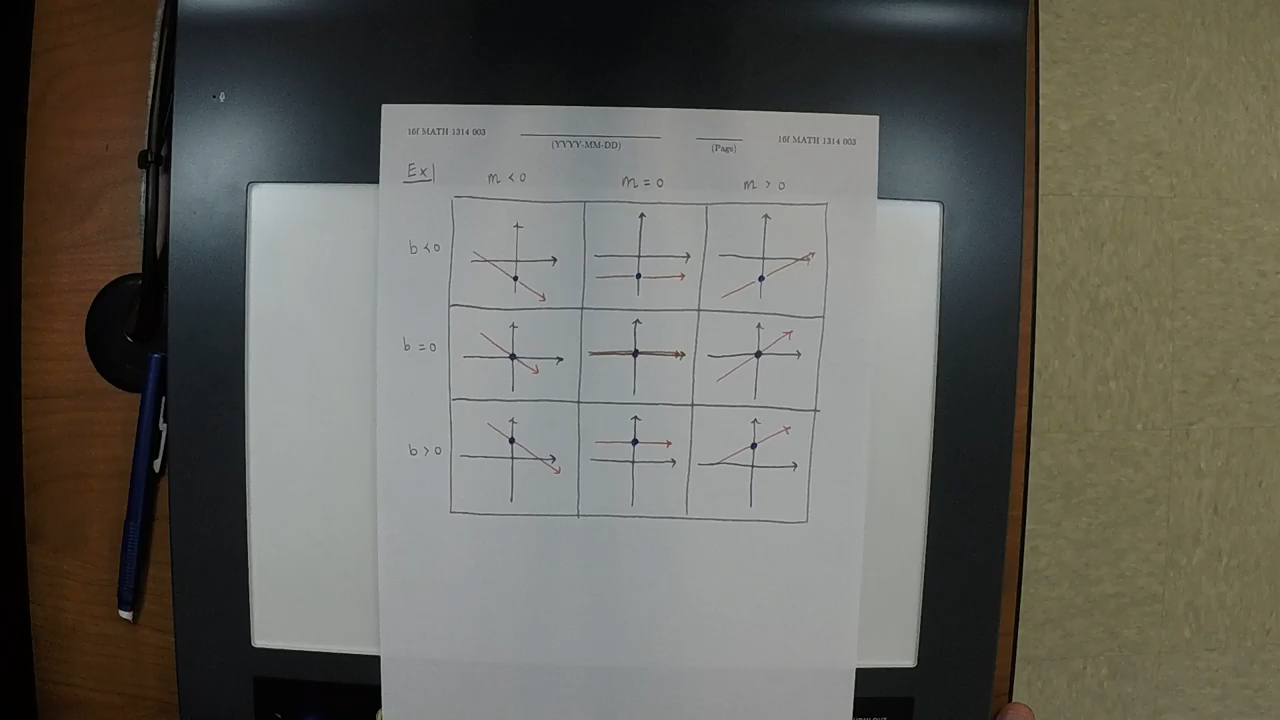 16f MATH 1314 003 (YYYY-MM-DD) (Page) 16f MATH 1314 003
Ex
m < 0 m = 0 m > 0
b < 0
b = 0
b > 0